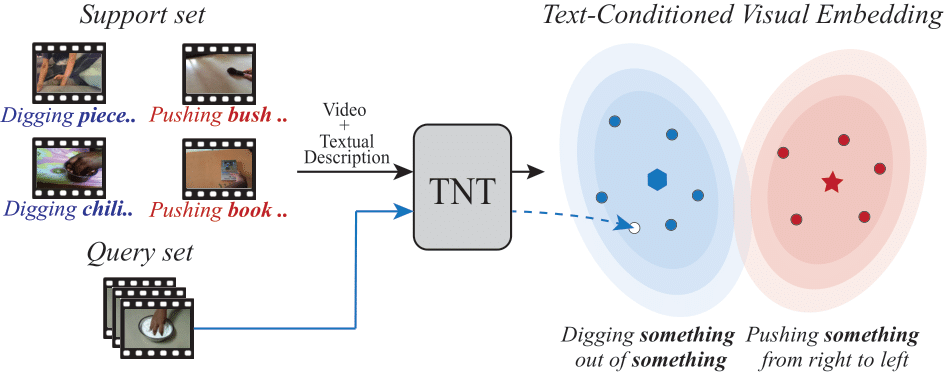 Support set
Text-Conditioned Visual Embedding
Digging piece..
Pushing bush ..
Digging chili..
Pushing book ..
Video
+
Textual
Description
TNT
Query set
Digging something
out of something
Pushing something
from right to left